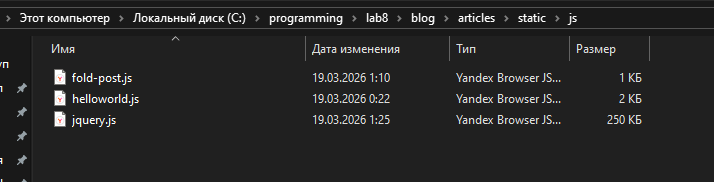 Этот компьютер > Локальный диск (C:) > programming > lab8 > blog > articles > static > js
Имя Дата изменения Тип Размер
fold-post.js 19.03.2026 1:10 Yandex Browser JS... 1 КБ
helloworld.js 19.03.2026 0:22 Yandex Browser JS... 2 КБ
jquery.js 19.03.2026 1:25 Yandex Browser JS... 250 КБ